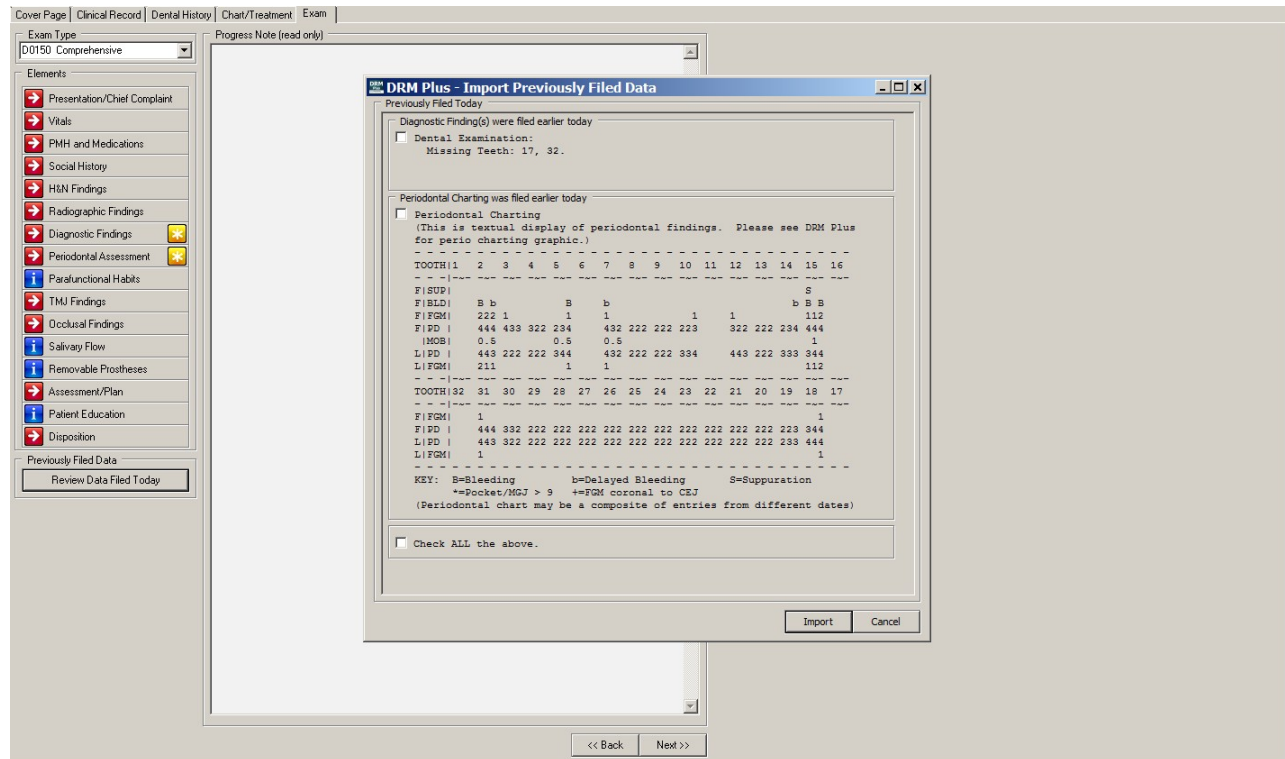 Cover Page Clinical Record Dental History Chart/Treatment Exam
Exam Type
D0150 Comprehensive
Elements
Presentation/Chief Complaint
Vitals
PMH and Medications
Social History
H&N Findings
Radiographic Findings
Diagnostic Findings
Periodontal Assessment
Parafunctional Habits
TMJ Findings
Occlusal Findings
Salivary Flow
Removable Prostheses
Assessment/Plan
Patient Education
Disposition
Previously Filed Data
Review Data Filed Today
Progress Note (read only)
DRM Plus - Import Previously Filed Data
Previously Filed Today
Diagnostic Finding(s) were filed earlier today
Dental Examination:
Missing Teeth: 17, 32.
Periodontal Charting was filed earlier today
Periodontal Charting
(This is textual display of periodontal findings. Please see DRM Plus
for perio charting graphic.)
- - - - - - - - - - - - - - - - - - - - - - - - - - - - - - - - - -
TOOTH|1 2 3 4 5 6 7 8 9 10 11 12 13 14 15 16
- - -|-~- -~- -~- -~- -~- -~- -~- -~- -~- -~- -~- -~- -~- -~- -~- -~-
F|SUP| S
F|BLD| B b B b b B B
F|FGM| 222 1 1 1 1 1 112
F|PD | 444 433 322 234 432 222 222 223 322 222 234 444
|MOB| 0.5 0.5 0.5 1
L|PD | 443 222 222 344 432 222 222 334 443 222 333 344
L|FGM| 211 1 1 112
- - -|-~- -~- -~- -~- -~- -~- -~- -~- -~- -~- -~- -~- -~- -~- -~- -~-
TOOTH|32 31 30 29 28 27 26 25 24 23 22 21 20 19 18 17
- - -|-~- -~- -~- -~- -~- -~- -~- -~- -~- -~- -~- -~- -~- -~- -~- -~-
F|FGM| 1 1
F|PD | 444 332 222 222 222 222 222 222 222 222 222 222 223 344
L|PD | 443 322 222 222 222 222 222 222 222 222 222 222 233 444
L|FGM| 1 1
- - - - - - - - - - - - - - - - - - - - - - - - - - - - - - - - - -
KEY: B=Bleeding b=Delayed Bleeding S=Suppuration
*=Pocket/MGJ > 9 +=FGM coronal to CEJ
(Periodontal chart may be a composite of entries from different dates)
Check ALL the above.
Import Cancel
<< Back Next >>